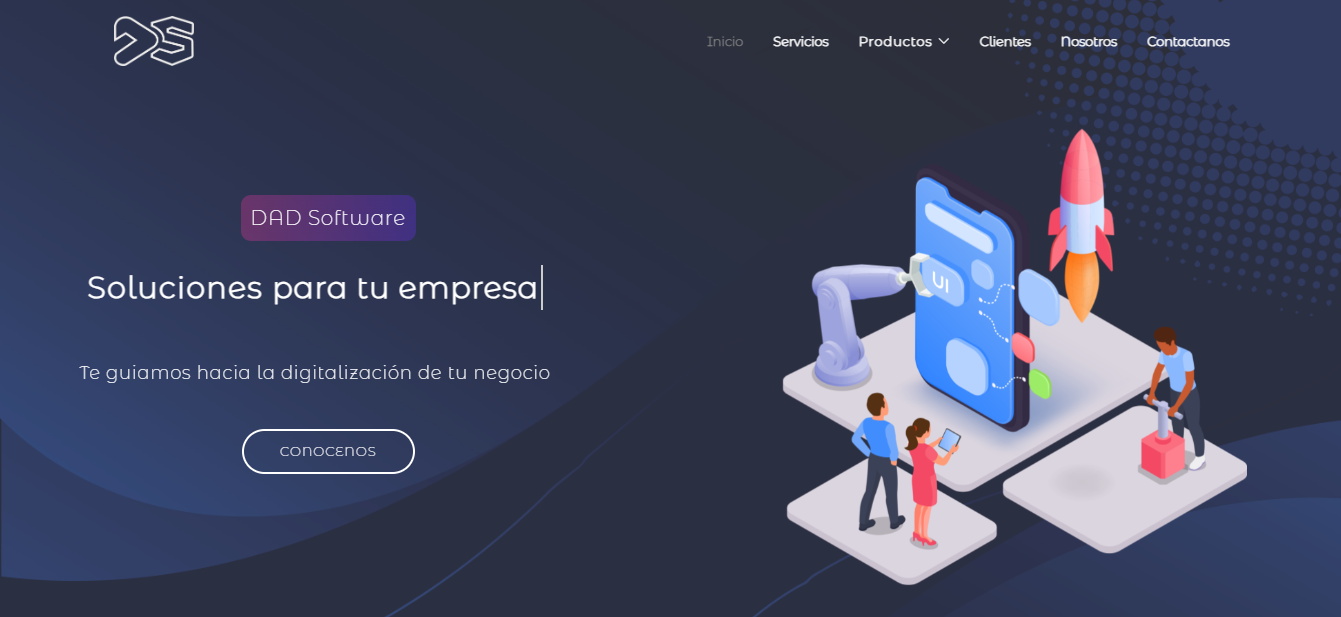 Inicio Servicios Productos Clientes Nosotros Contactanos
DAD Software
Soluciones para tu empresa
Te guiamos hacia la digitalización de tu negocio
CONOCENOS
UI